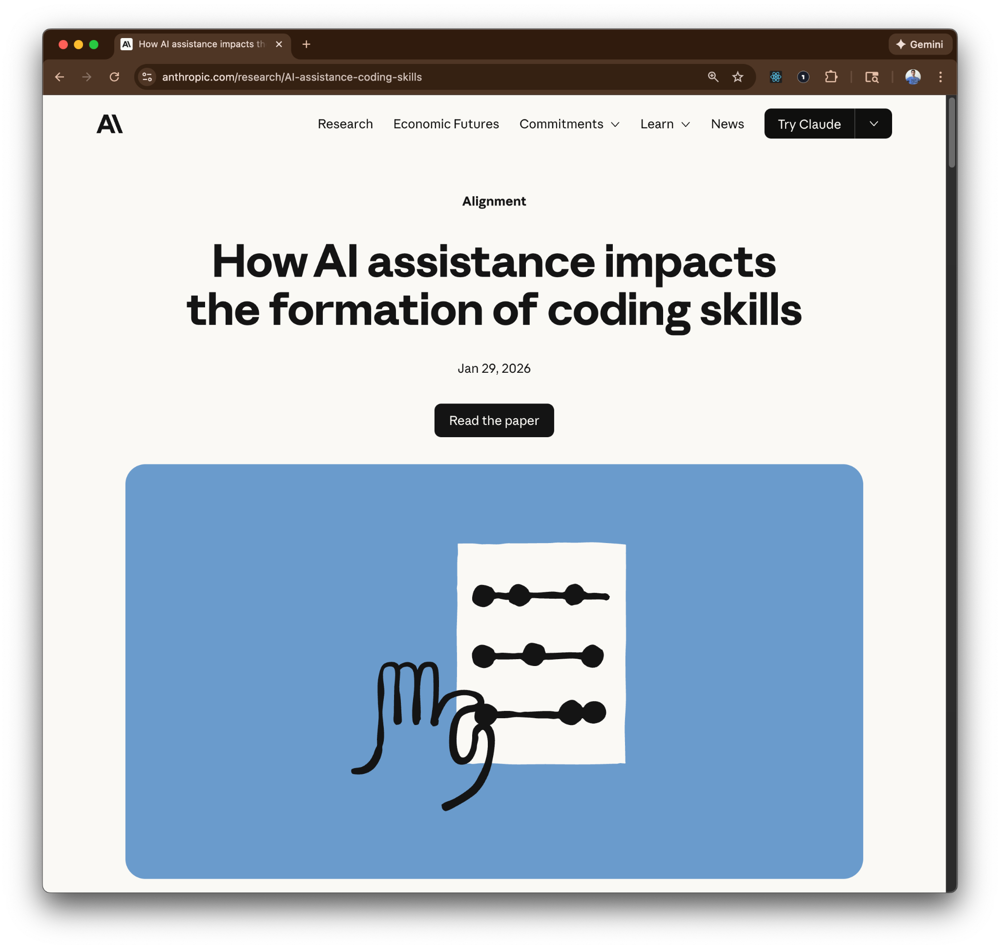 How AI assistance impacts th
Gemini
anthropic.com/research/AI-assistance-coding-skills
Research Economic Futures Commitments Learn News Try Claude
Alignment
How AI assistance impacts
the formation of coding skills
Jan 29, 2026
Read the paper